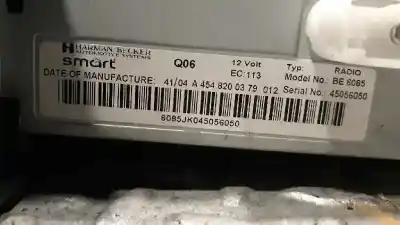 HARMAN/BECKER
AUTOMOTIVE SYSTEMS
smart Q06 12 Volt Typ: RADIO
EC:113 Model No.: BE 6085
DATE OF MANUFACTURE: 41/04 A 454 820 03 79 012 Serial No.: 45056050
6085JK045056050